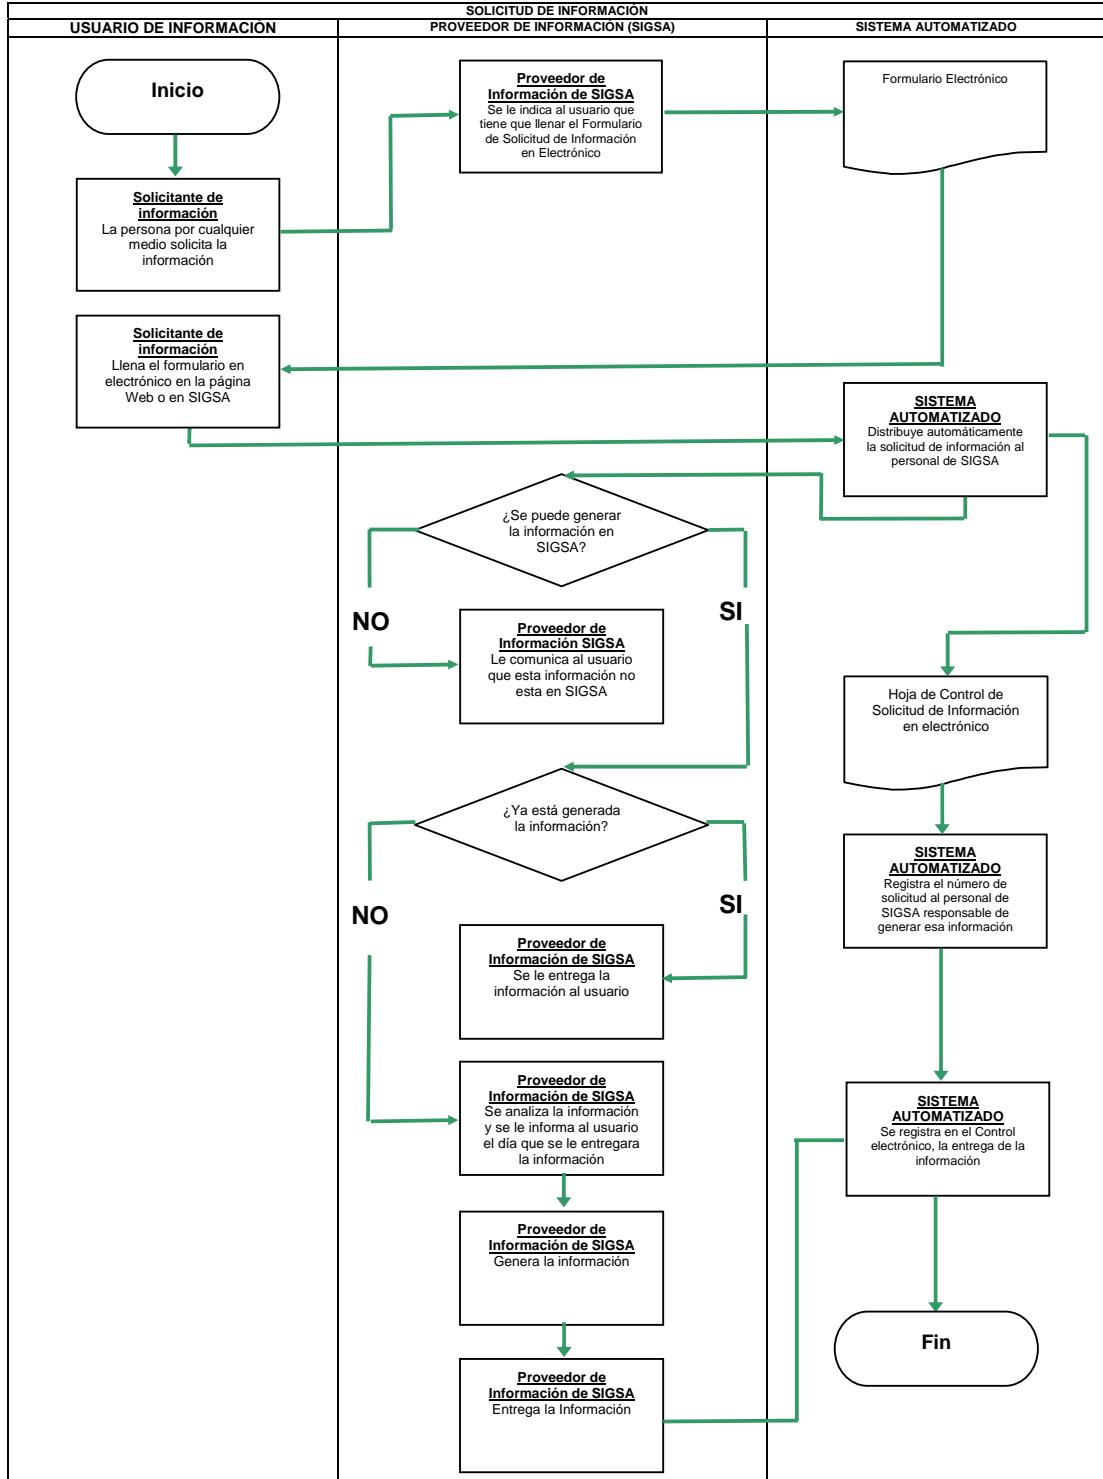 SOLICITUD DE INFORMACIÓN
USUARIO DE INFORMACIÓN
PROVEEDOR DE INFORMACIÓN (SIGSA)
SISTEMA AUTOMATIZADO
Inicio
Proveedor de
Información de SIGSA
Se le indica al usuario que
tiene que llenar el Formulario
de Solicitud de Información
en Electrónico
Formulario Electrónico
Solicitante de
información
La persona por cualquier
medio solicita la
información
Solicitante de
información
Llena el formulario en
electrónico en la página
Web o en SIGSA
SISTEMA
AUTOMATIZADO
Distribuye automáticamente
la solicitud de información al
personal de SIGSA
¿Se puede generar
la información en
SIGSA?
NO
SI
Proveedor de
Información SIGSA
Le comunica al usuario
que esta información no
esta en SIGSA
Hoja de Control de
Solicitud de Información
en electrónico
¿Ya está generada
la información?
NO
SI
SISTEMA
AUTOMATIZADO
Registra el número de
solicitud al personal de
SIGSA responsable de
generar esa información
Proveedor de
Información de SIGSA
Se le entrega la
información al usuario
Proveedor de
Información de SIGSA
Se analiza la información
y se le informa al usuario
el día que se le entregara
la información
SISTEMA
AUTOMATIZADO
Se registra en el Control
electrónico, la entrega de la
información
Proveedor de
Información de SIGSA
Genera la información
Fin
Proveedor de
Información de SIGSA
Entrega la Información